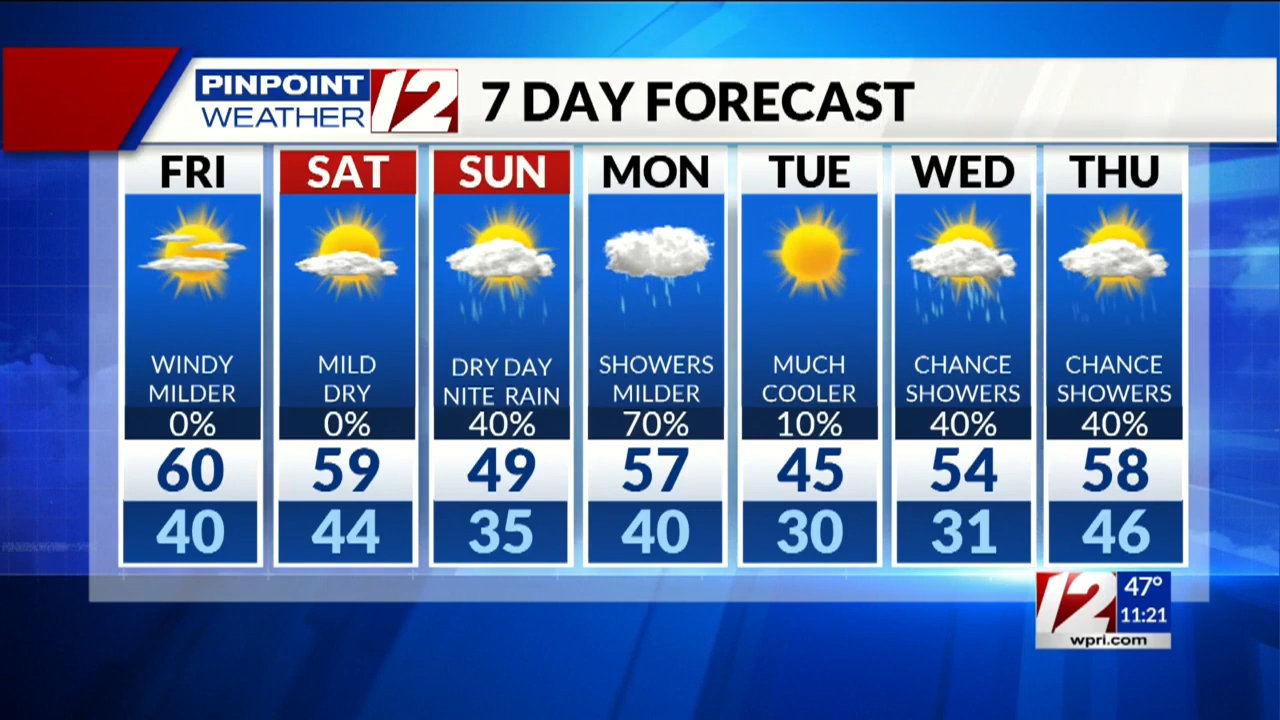 PINPOINT
WEATHER 12
7 DAY FORECAST
FRI SAT SUN MON TUE WED THU
WINDY MILD DRY DAY SHOWERS MUCH CHANCE CHANCE
MILDER DRY NITE RAIN MILDER COOLER SHOWERS SHOWERS
0% 0% 40% 70% 10% 40% 40%
60 59 49 57 45 54 58
40 44 35 40 30 31 46
12 47°
11:21
wpri.com